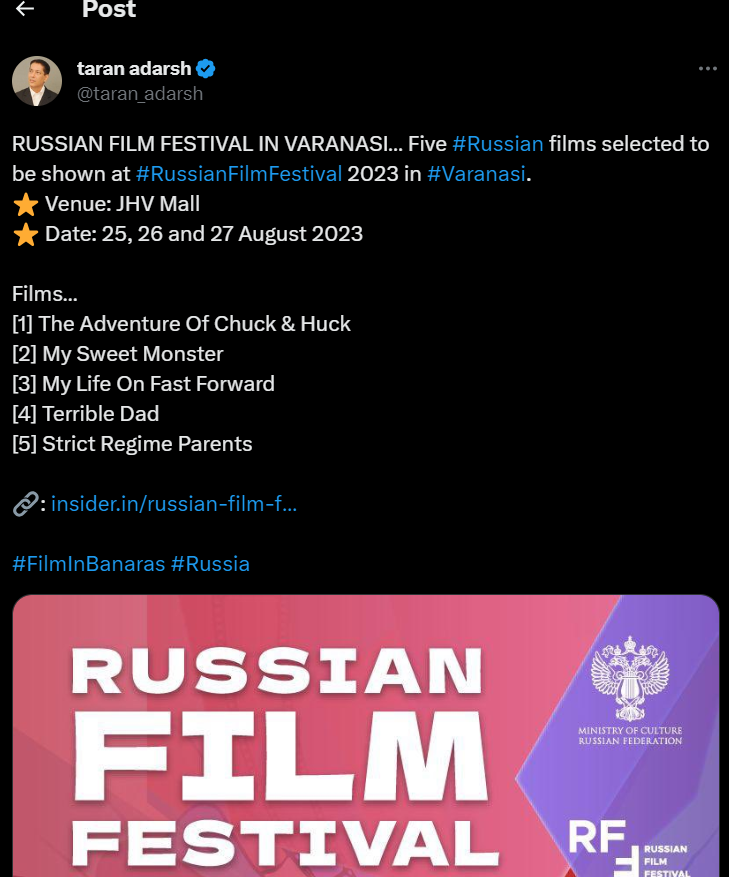 Post
taran adarsh
@taran_adarsh
RUSSIAN FILM FESTIVAL IN VARANASI... Five #Russian films selected to
be shown at #RussianFilmFestival 2023 in #Varanasi.
⭐ Venue: JHV Mall
⭐ Date: 25, 26 and 27 August 2023
Films...
[1] The Adventure Of Chuck & Huck
[2] My Sweet Monster
[3] My Life On Fast Forward
[4] Terrible Dad
[5] Strict Regime Parents
🔗: insider.in/russian-film-f...
#FilmInBanaras #Russia
RUSSIAN
FILM
FESTIVAL
MINISTRY OF CULTURE
RUSSIAN FEDERATION
RFF
RUSSIAN
FILM
FESTIVAL